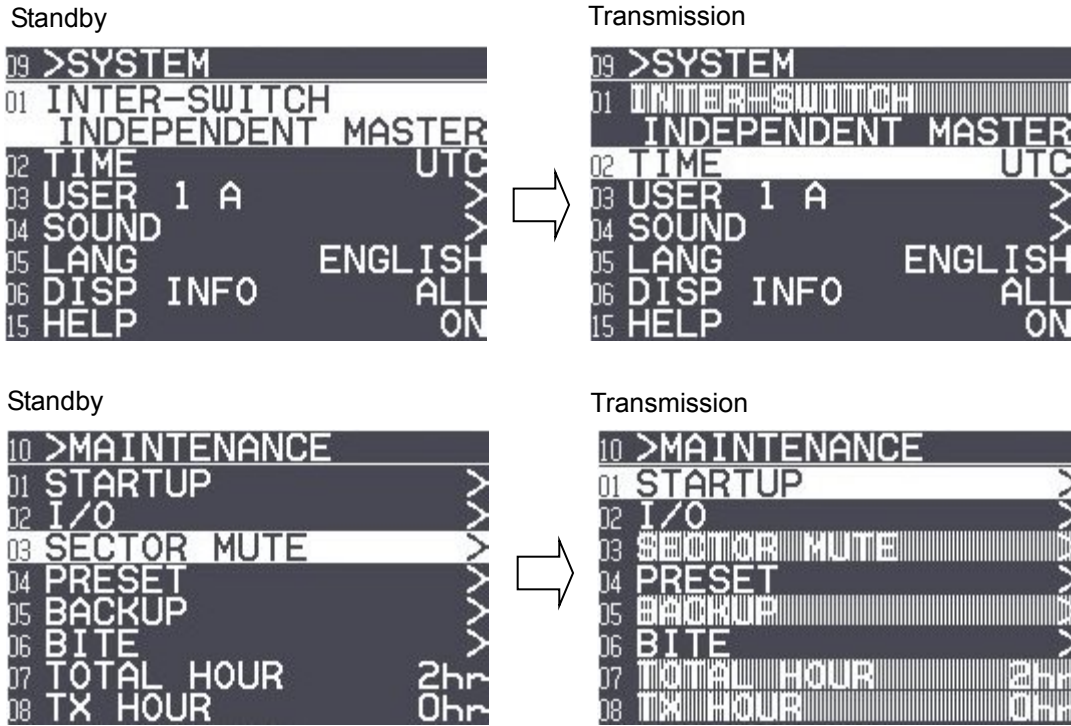 Standby
09 >SYSTEM
01 INTER-SWITCH
INDEPENDENT MASTER
02 TIME UTC
03 USER 1 A >
04 SOUND >
05 LANG ENGLISH
06 DISP INFO ALL
15 HELP ON
Transmission
09 >SYSTEM
01 INTER-SWITCH
INDEPENDENT MASTER
02 TIME UTC
03 USER 1 A >
04 SOUND >
05 LANG ENGLISH
06 DISP INFO ALL
15 HELP ON
Standby
10 >MAINTENANCE
01 STARTUP >
02 I/O >
03 SECTOR MUTE >
04 PRESET >
05 BACKUP >
06 BITE >
07 TOTAL HOUR 2hr
08 TX HOUR 0hr
Transmission
10 >MAINTENANCE
01 STARTUP >
02 I/O >
03 SECTOR MUTE >
04 PRESET >
05 BACKUP >
06 BITE >
07 TOTAL HOUR 2hr
08 TX HOUR 0hr